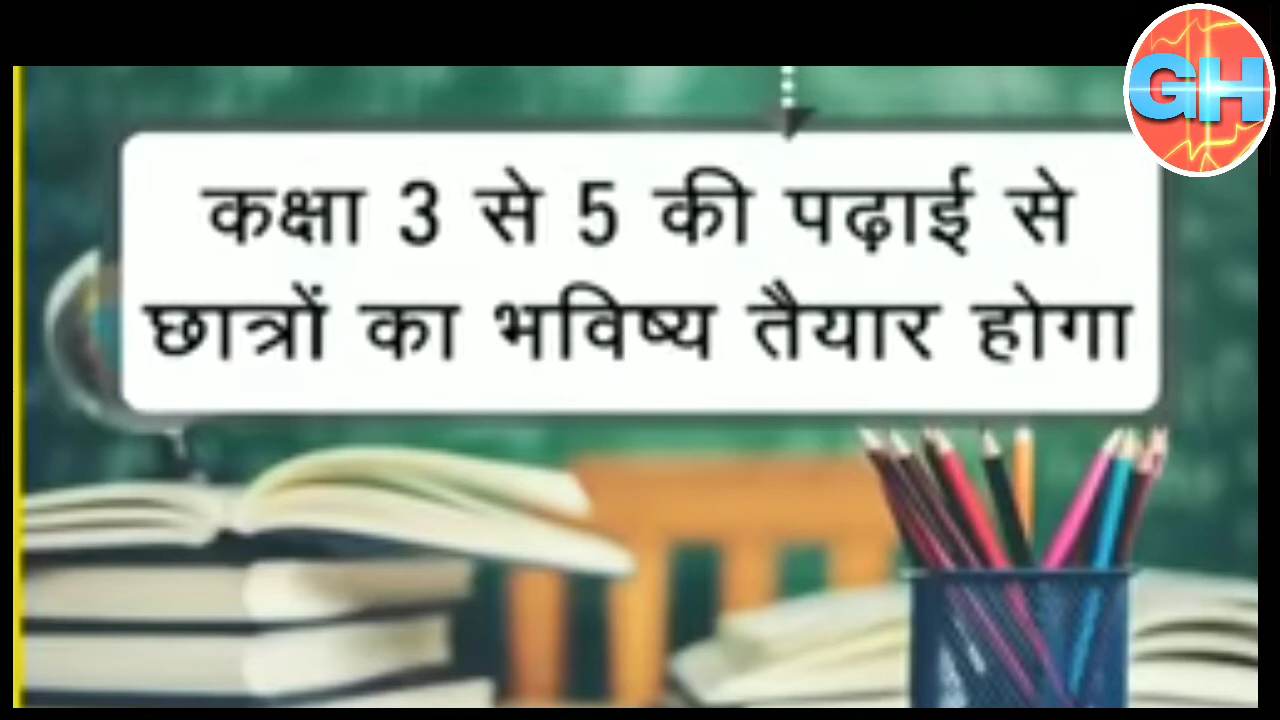 GH
कक्षा 3 से 5 की पढ़ाई से
छात्रों का भविष्य तैयार होगा